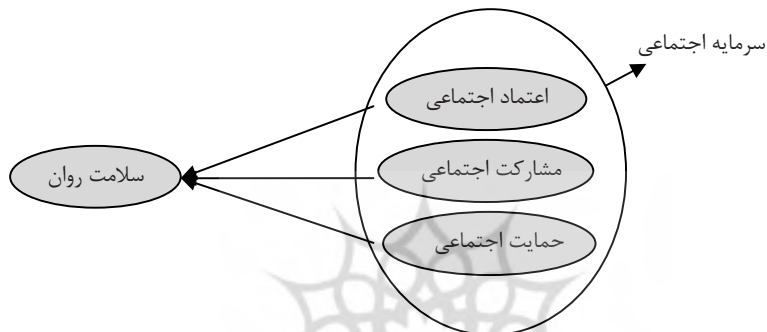 سرمایه اجتماعی
اعتماد اجتماعی
مشارکت اجتماعی
سلامت روان
حمایت اجتماعی